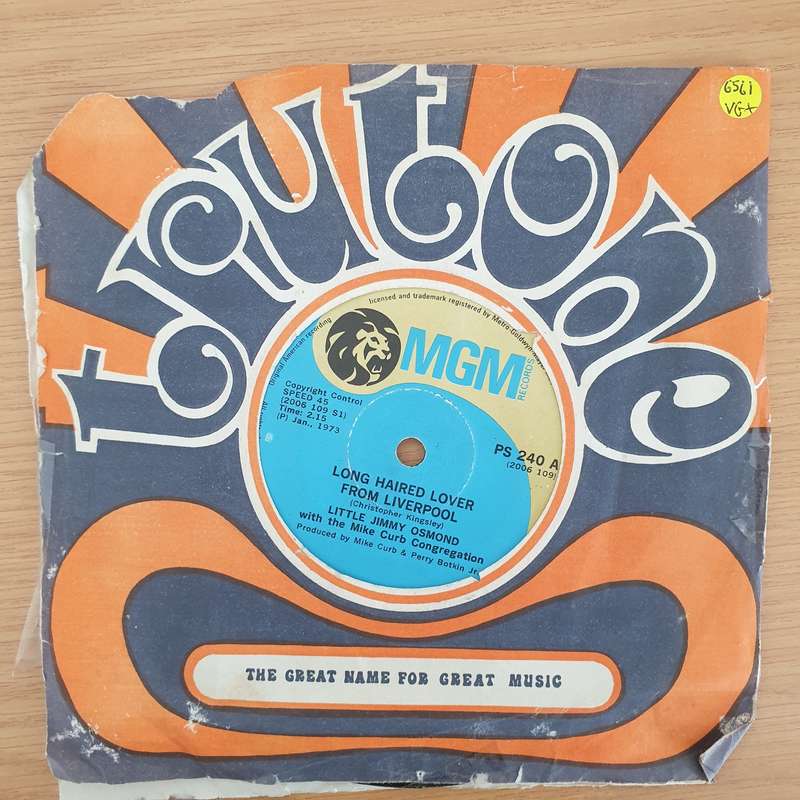 6561
VG+
trutone
licensed and trademark registered by Metro-Goldwyn-
Original American recording
MGM
RECORDS
Copyright Control
SPEED 45
(2006 109 S1)
Time: 2.15
(P) Jan., 1973
PS 240 A
(2006 109)
LONG HAIRED LOVER
FROM LIVERPOOL
(Christopher Kingsley)
LITTLE JIMMY OSMOND
with the Mike Curb Congregation
Produced by Mike Curb & Perry Botkin Jr.
THE GREAT NAME FOR GREAT MUSIC